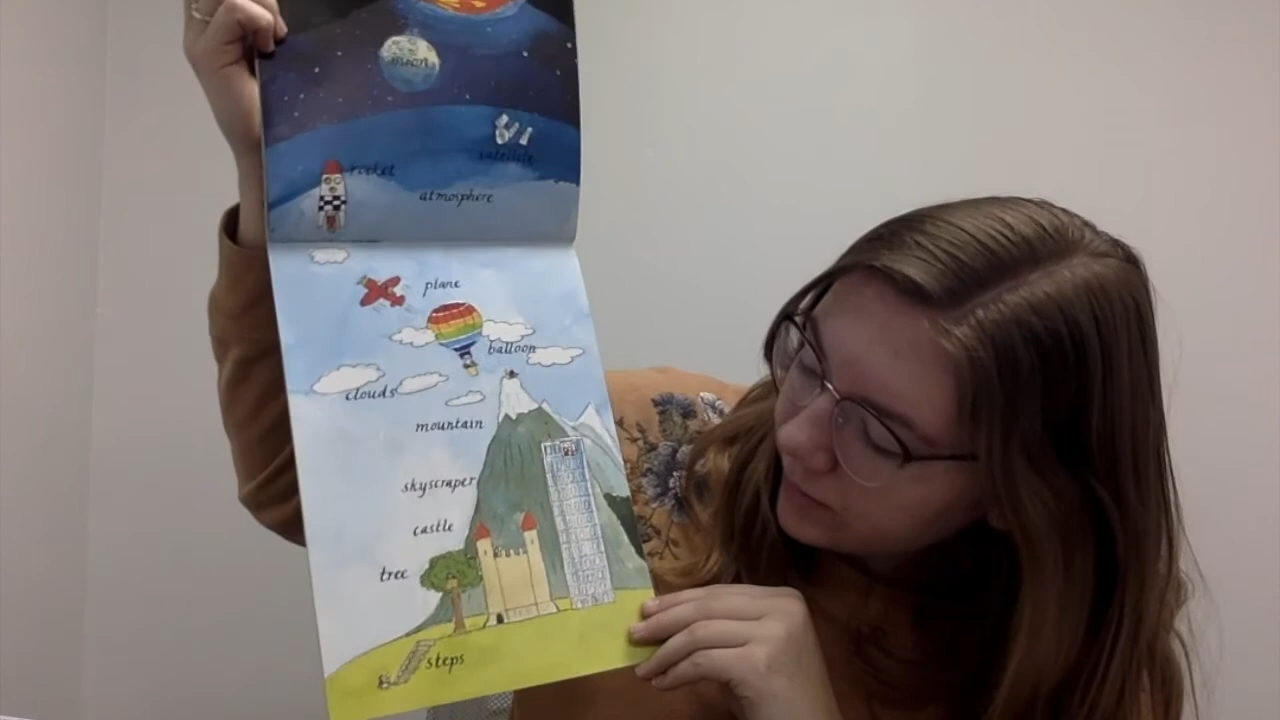 moon
satellite
rocket
atmosphere
plane
balloon
clouds
mountain
skyscraper
castle
tree
steps